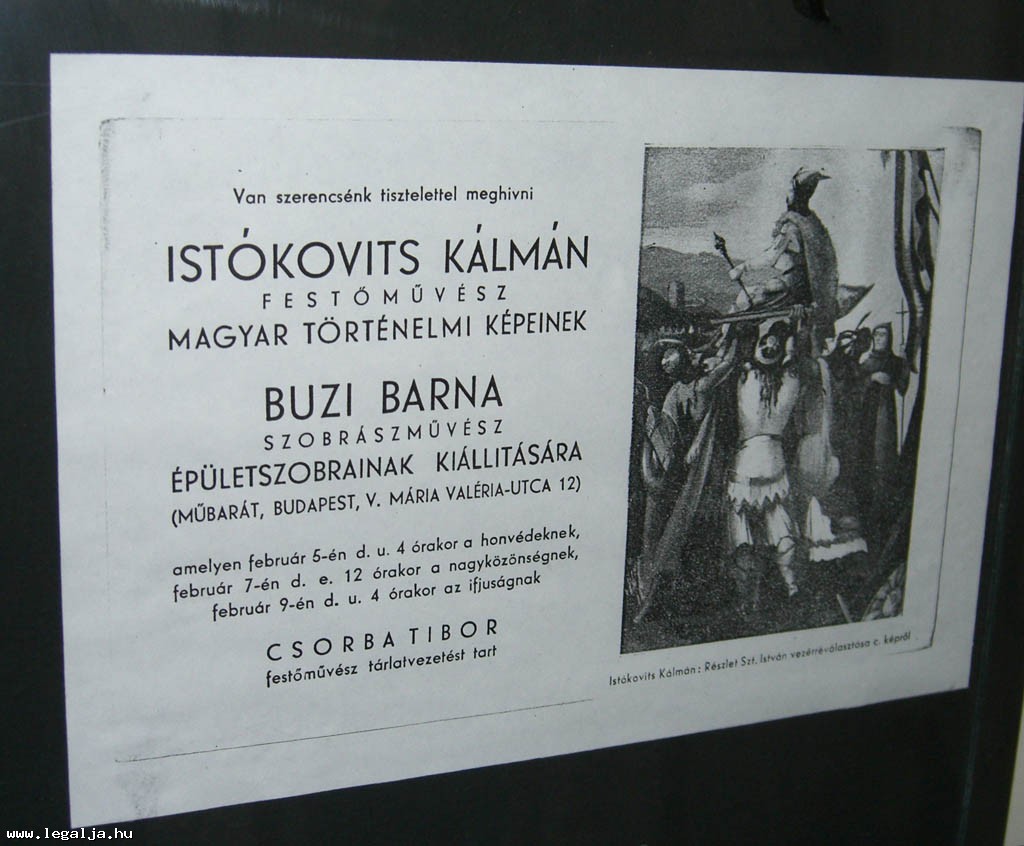 Van szerencsénk tisztelettel meghivni
ISTÓKOVITS KÁLMÁN
FESTŐMŰVÉSZ
MAGYAR TÖRTÉNELMI KÉPEINEK
BUZI BARNA
SZOBRÁSZMŰVÉSZ
ÉPÜLETSZOBRAINAK KIÁLLITÁSÁRA
(MŰBARÁT, BUDAPEST, V. MÁRIA VALÉRIA-UTCA 12)
amelyen február 5-én d. u. 4 órakor a honvédeknek,
február 7-én d. e. 12 órakor a nagyközönségnek,
február 9-én d. u. 4 órakor az ifjuságnak
CSORBA TIBOR
festőművész tárlatvezetést tart
Istókovits Kálmán: Részlet Szt. István vezérréválasztása c. képről
www.legalja.hu